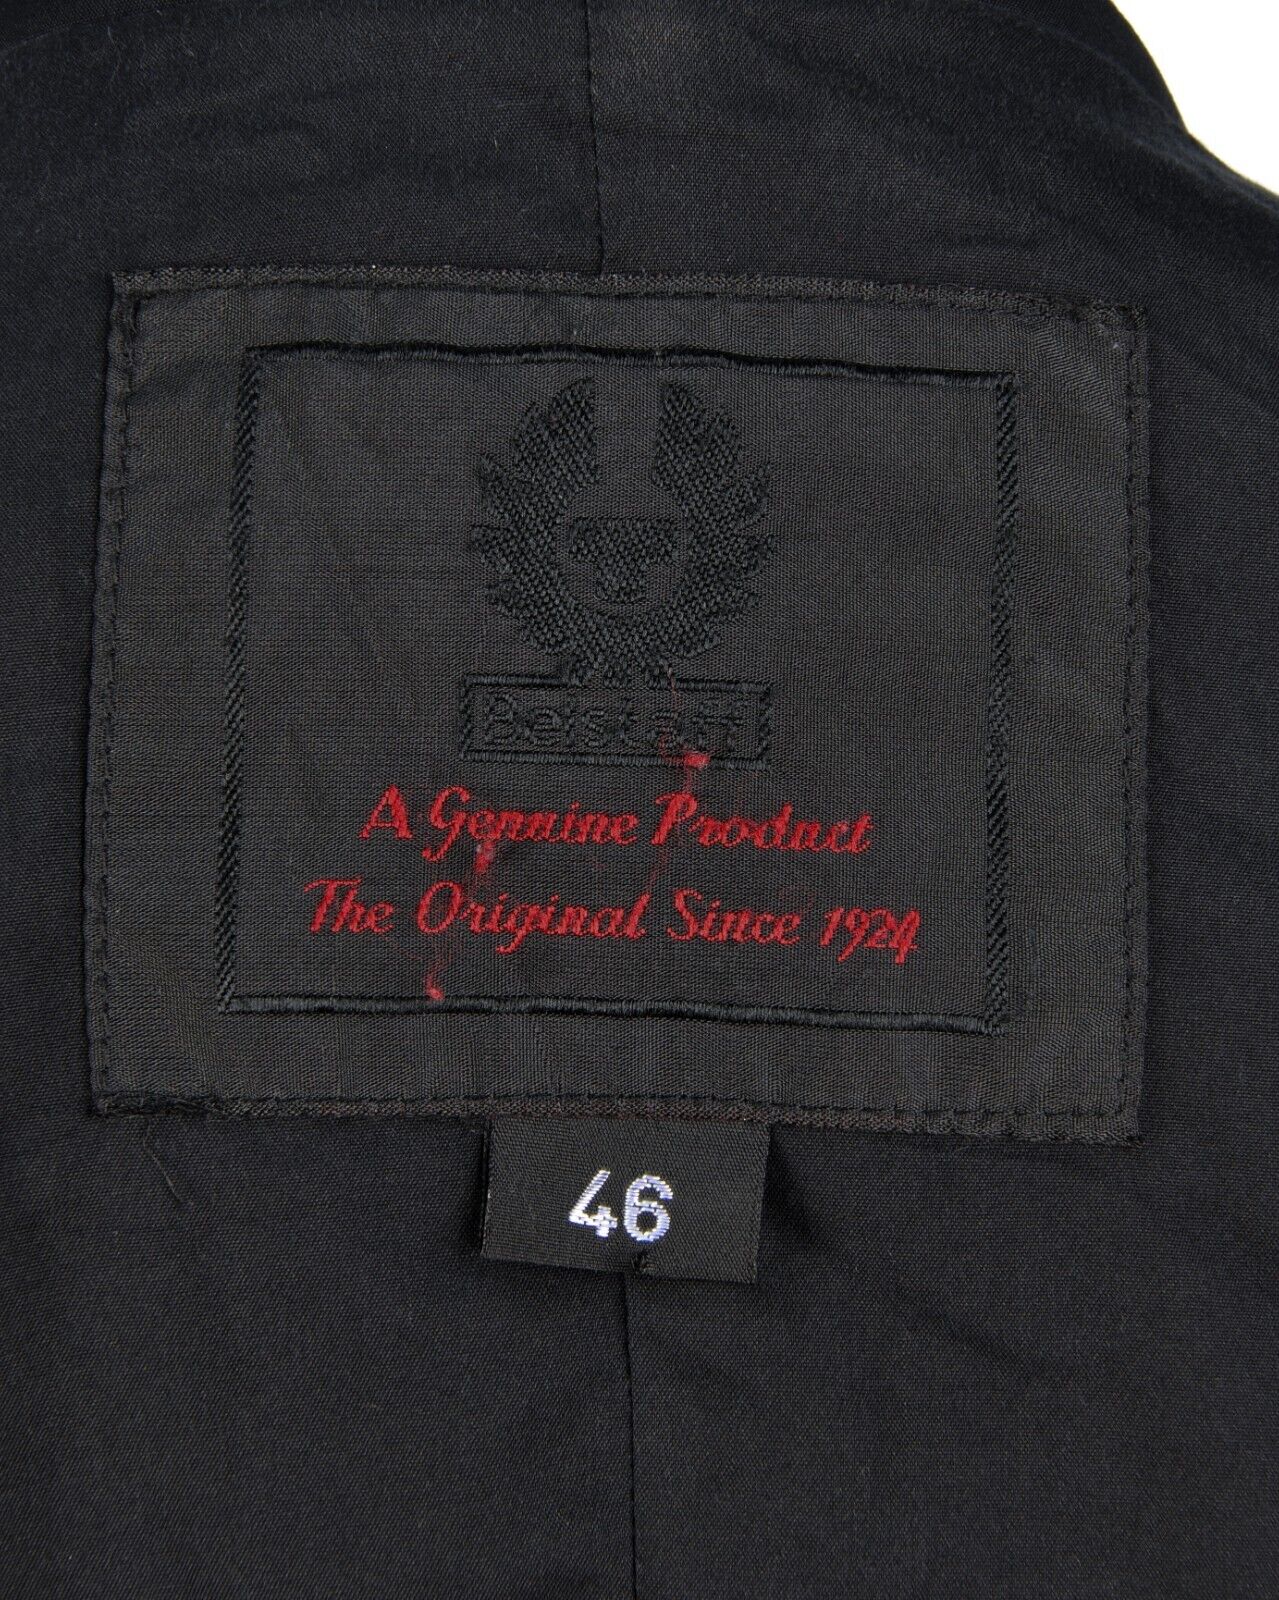 Belstaff
A Genuine Product
The Original Since 1924
46